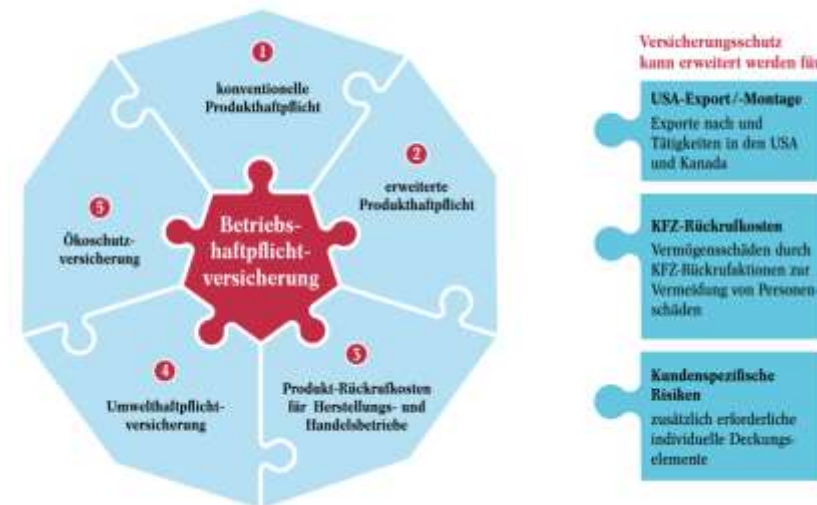 1
konventionelle
Produkthaftpflicht
2
erweiterte
Produkthaftpflicht
3
Produkt-Rückrufkosten
für Herstellungs- und
Handelsbetriebe
4
Umwelthaftpflicht-
versicherung
5
Ökoschutz-
versicherung
Betriebs-
haftpflicht-
versicherung
Versicherungsschutz
kann erweitert werden für
USA-Export/-Montage
Exporte nach und
Tätigkeiten in den USA
und Kanada
KFZ-Rückrufkosten
Vermögensschäden durch
KFZ-Rückrufaktionen zur
Vermeidung von Personen
schäden
Kundenspezifische
Risiken
zusätzlich erforderliche
individuelle Deckungs-
elemente